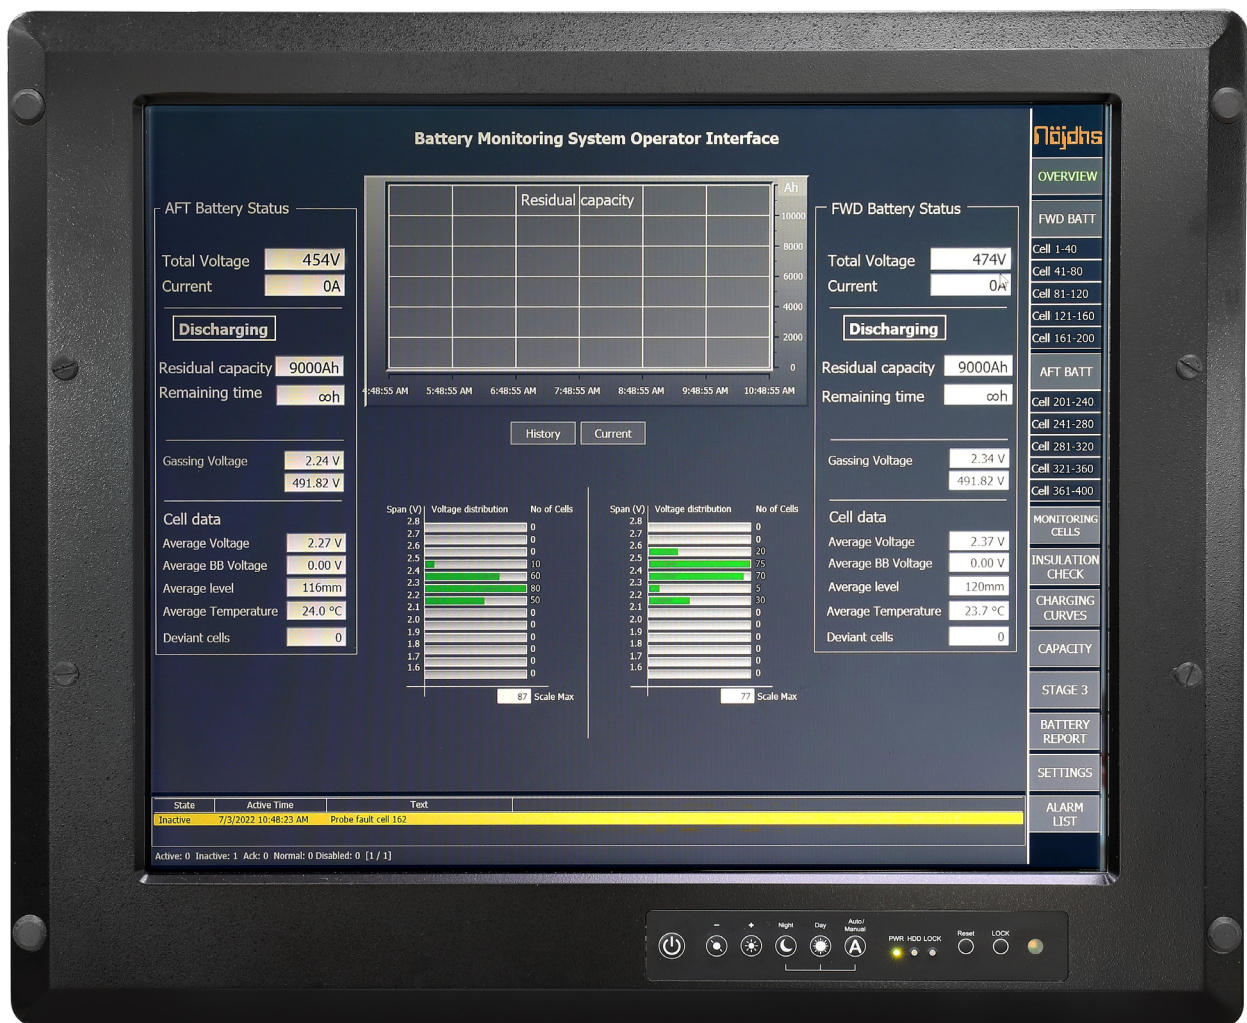 Battery Monitoring System Operator Interface
Nöjdhs
OVERVIEW
FWD BATT
Cell 1-40
Cell 41-80
Cell 81-120
Cell 121-160
Cell 161-200
AFT BATT
Cell 201-240
Cell 241-280
Cell 281-320
Cell 321-360
Cell 361-400
MONITORING
CELLS
INSULATION
CHECK
CHARGING
CURVES
CAPACITY
STAGE 3
BATTERY
REPORT
SETTINGS
ALARM
LIST
AFT Battery Status
Total Voltage 454V
Current 0A
Discharging
Residual capacity 9000Ah
Remaining time ∞h
Gassing Voltage 2.24 V
491.82 V
Cell data
Average Voltage 2.27 V
Average BB Voltage 0.00 V
Average level 116mm
Average Temperature 24.0 °C
Deviant cells 0
Residual capacity
Ah
10000
8000
6000
4000
2000
0
4:48:55 AM 5:48:55 AM 6:48:55 AM 7:48:55 AM 8:48:55 AM 9:48:55 AM 10:48:55 AM
History Current
Span (V) Voltage distribution No of Cells
2.8
0
2.7
0
2.6
0
2.5
10
2.4
60
2.3
80
2.2
50
2.1
0
2.0
0
1.9
0
1.8
0
1.7
0
1.6
0
87 Scale Max
Span (V) Voltage distribution No of Cells
2.8
0
2.7
0
2.6
20
2.5
75
2.4
70
2.3
5
2.2
30
2.1
0
2.0
0
1.9
0
1.8
0
1.7
0
1.6
0
77 Scale Max
FWD Battery Status
Total Voltage 474V
Current 0A
Discharging
Residual capacity 9000Ah
Remaining time ∞h
Gassing Voltage 2.34 V
491.82 V
Cell data
Average Voltage 2.37 V
Average BB Voltage 0.00 V
Average level 120mm
Average Temperature 23.7 °C
Deviant cells 0
State Active Time Text
Inactive 7/3/2022 10:48:23 AM Probe fault cell 162
Active: 0 Inactive: 1 Ack: 0 Normal: 0 Disabled: 0 [1 / 1]
- + Night Day Auto/
Manual
A
PWR HDD LOCK
Reset LOCK